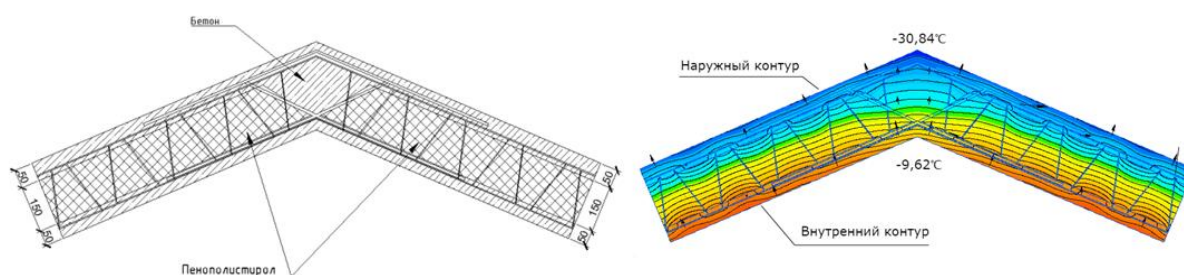 Бетон
50
150
50
50
150
50
Пенополистирол
-30,84℃
Наружный контур
-9,62℃
Внутренний контур